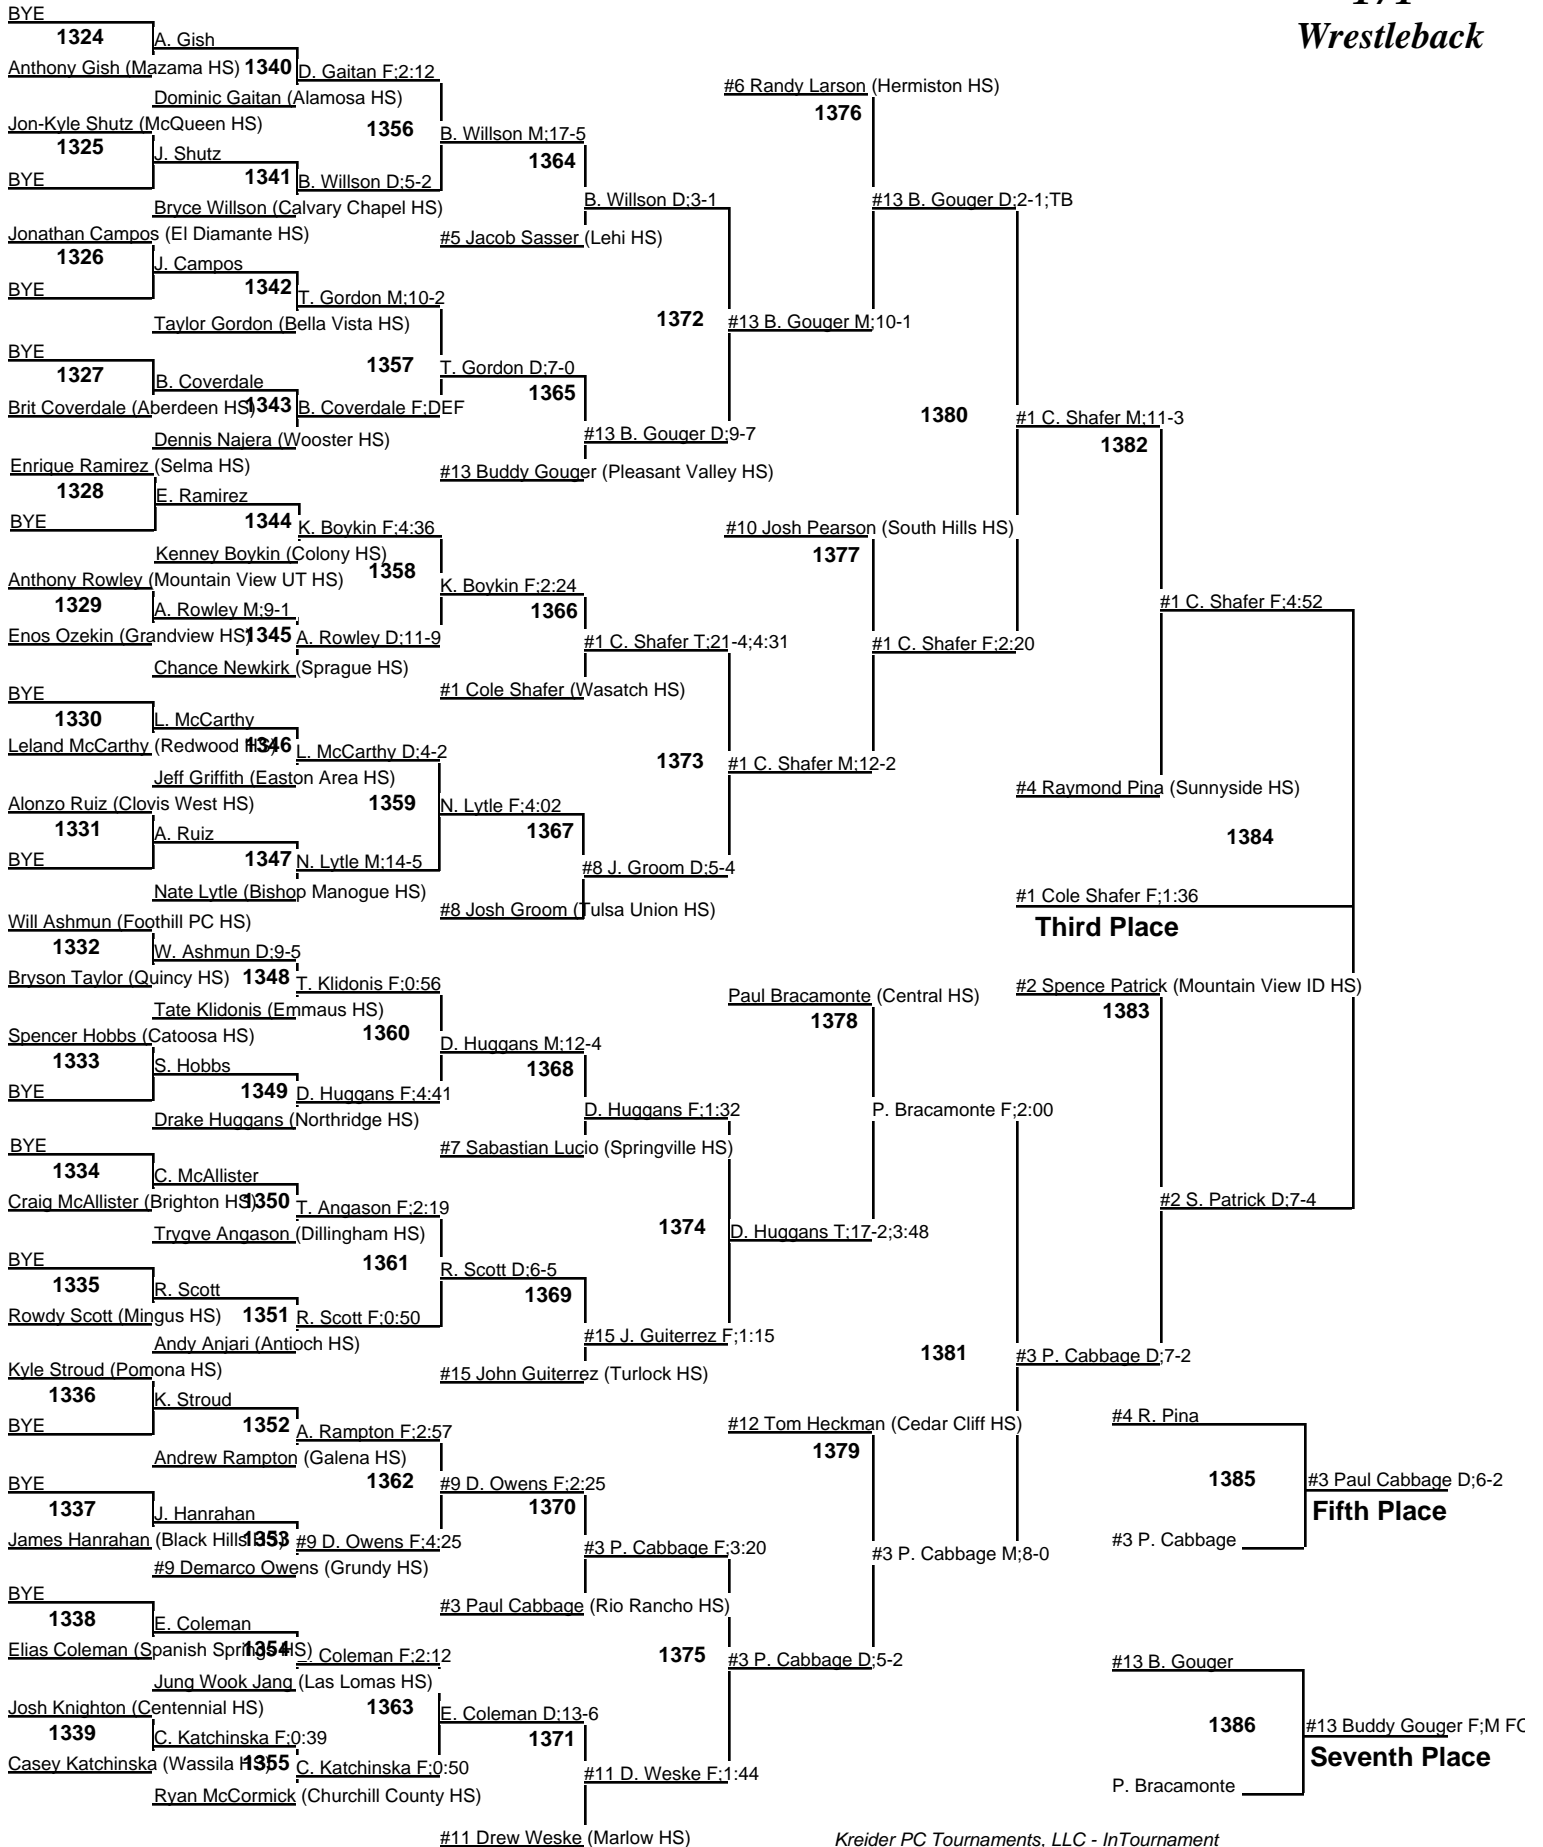 Wrestleback
BYE
1324
A. Gish
Anthony Gish (Mazama HS)
1340
D. Gaitan F;2:12
Dominic Gaitan (Alamosa HS)
1356
Jon-Kyle Shutz (McQueen HS)
B. Willson M;17-5
1325
J. Shutz
1364
BYE
1341
B. Willson D;5-2
Bryce Willson (Calvary Chapel HS)
B. Willson D;3-1
Jonathan Campos (El Diamante HS)
#5 Jacob Sasser (Lehi HS)
1326
J. Campos
BYE
1342
T. Gordon M;10-2
Taylor Gordon (Bella Vista HS)
1372
#13 B. Gouger M;10-1
BYE
1357
T. Gordon D;7-0
1327
B. Coverdale
1365
Brit Coverdale (Aberdeen HS)
1343
B. Coverdale F;DEF
Dennis Najera (Wooster HS)
#13 B. Gouger D;9-7
Enrique Ramirez (Selma HS)
#13 Buddy Gouger (Pleasant Valley HS)
1328
E. Ramirez
BYE
1344
K. Boykin F;4:36
Kenney Boykin (Colony HS)
1358
Anthony Rowley (Mountain View UT HS)
K. Boykin F;2:24
1329
A. Rowley M;9-1
1366
Enos Ozekin (Grandview HS)
1345
A. Rowley D;11-9
#1 C. Shafer T;21-4;4:31
Chance Newkirk (Sprague HS)
#1 Cole Shafer (Wasatch HS)
BYE
1330
L. McCarthy
Leland McCarthy (Redwood HS)
1346
L. McCarthy D;4-2
1373
#1 C. Shafer M;12-2
Jeff Griffith (Easton Area HS)
1359
Alonzo Ruiz (Clovis West HS)
N. Lytle F;4:02
1331
A. Ruiz
1367
BYE
1347
N. Lytle M;14-5
#8 J. Groom D;5-4
Nate Lytle (Bishop Manogue HS)
#8 Josh Groom (Tulsa Union HS)
#6 Randy Larson (Hermiston HS)
1376
#13 B. Gouger D;2-1;TB
1380
#1 C. Shafer M;11-3
1382
#10 Josh Pearson (South Hills HS)
1377
#1 C. Shafer F;2:20
#1 C. Shafer F;4:52
#4 Raymond Pina (Sunnyside HS)
1384
#1 Cole Shafer F;1:36
Third Place
Will Ashmun (Foothill PC HS)
1332
W. Ashmun D;9-5
Bryson Taylor (Quincy HS)
1348
T. Klidonis F;0:56
Tate Klidonis (Emmaus HS)
1360
Spencer Hobbs (Catoosa HS)
D. Huggans M;12-4
1333
S. Hobbs
1368
BYE
1349
D. Huggans F;4:41
Drake Huggans (Northridge HS)
D. Huggans F;1:32
#7 Sabastian Lucio (Springville HS)
BYE
1334
C. McAllister
Craig McAllister (Brighton HS)
1350
T. Angason F;2:19
Trygve Angason (Dillingham HS)
1374
D. Huggans T;17-2;3:48
BYE
1361
R. Scott D;6-5
1335
R. Scott
1369
Rowdy Scott (Mingus HS)
1351
R. Scott F;0:50
Andy Anjari (Antioch HS)
#15 J. Guiterrez F;1:15
Kyle Stroud (Pomona HS)
#15 John Guiterrez (Turlock HS)
1336
K. Stroud
BYE
1352
A. Rampton F;2:57
Andrew Rampton (Galena HS)
1362
#9 D. Owens F;2:25
BYE
1337
J. Hanrahan
1370
James Hanrahan (Black Hills HS)
1353
#9 D. Owens F;4:25
#3 P. Cabbage F;3:20
#9 Demarco Owens (Grundy HS)
BYE
#3 Paul Cabbage (Rio Rancho HS)
1338
E. Coleman
Elias Coleman (Spanish Springs HS)
1354
E. Coleman F;2:12
1375
#3 P. Cabbage D;5-2
Jung Wook Jang (Las Lomas HS)
Josh Knighton (Centennial HS)
1363
E. Coleman D;13-6
1339
C. Katchinska F;0:39
1371
Casey Katchinska (Wassila HS)
1355
C. Katchinska F;0:50
#11 D. Weske F;1:44
Ryan McCormick (Churchill County HS)
#11 Drew Weske (Marlow HS)
Paul Bracamonte (Central HS)
1378
P. Bracamonte F;2:00
#2 Spence Patrick (Mountain View ID HS)
1383
#2 S. Patrick D;7-4
1381
#3 P. Cabbage D;7-2
#12 Tom Heckman (Cedar Cliff HS)
1379
#3 P. Cabbage M;8-0
#4 R. Pina
1385
#3 Paul Cabbage D;6-2
Fifth Place
#3 P. Cabbage
#13 B. Gouger
1386
#13 Buddy Gouger F;M FO
Seventh Place
P. Bracamonte
Kreider PC Tournaments, LLC - InTournament